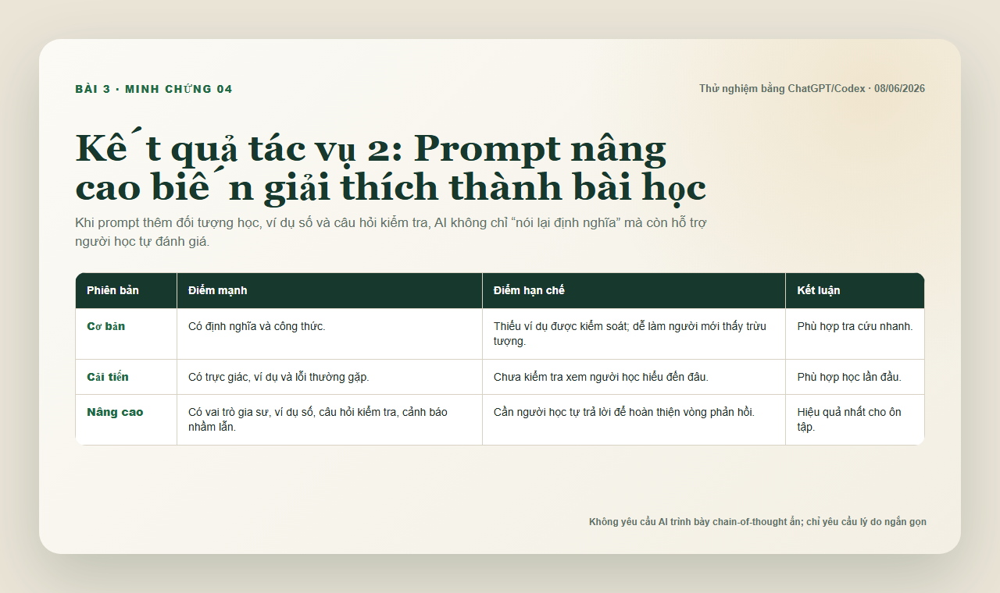 BÀI 3 · MINH CHỨNG 04
Thử nghiệm bằng ChatGPT/Codex · 08/06/2026
Kết quả tác vụ 2: Prompt nâng
cao biến giải thích thành bài học
Khi prompt thêm đối tượng học, ví dụ số và câu hỏi kiểm tra, AI không chỉ “nói lại định nghĩa” mà còn hỗ trợ
người học tự đánh giá.
Phiên bản
Điểm mạnh
Điểm hạn chế
Kết luận
Cơ bản
Có định nghĩa và công thức.
Thiếu ví dụ được kiểm soát; dễ làm người mới thấy trừu
tượng.
Phù hợp tra cứu nhanh.
Cải tiến
Có trực giác, ví dụ và lỗi thường gặp.
Chưa kiểm tra xem người học hiểu đến đâu.
Phù hợp học lần đầu.
Nâng cao
Có vai trò gia sư, ví dụ số, câu hỏi kiểm tra, cảnh báo
nhầm lẫn.
Cần người học tự trả lời để hoàn thiện vòng phản hồi.
Hiệu quả nhất cho ôn
tập.
Không yêu cầu AI trình bày chain-of-thought ẩn; chỉ yêu cầu lý do ngắn gọn